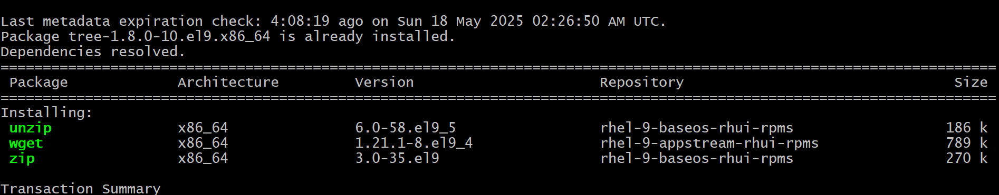 Last metadata expiration check: 4:08:19 ago on Sun 18 May 2025 02:26:50 AM UTC.
Package tree-1.8.0-10.el9.x86_64 is already installed.
Dependencies resolved.
======================================================================================================================
Package Architecture Version Repository Size
======================================================================================================================
Installing:
unzip x86_64 6.0-58.el9_5 rhel-9-baseos-rhui-rpms 186 k
wget x86_64 1.21.1-8.el9_4 rhel-9-appstream-rhui-rpms 789 k
zip x86_64 3.0-35.el9 rhel-9-baseos-rhui-rpms 270 k
Transaction Summary